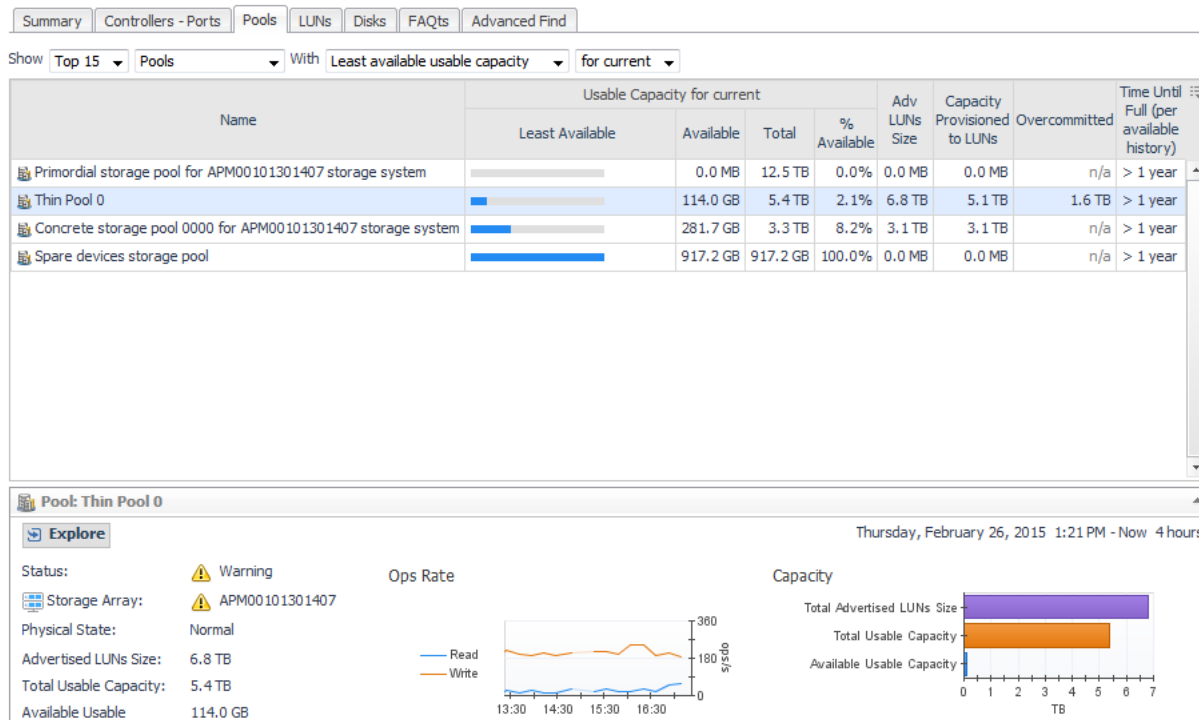 Summary Controllers - Ports Pools LUNs Disks FAQts Advanced Find
Show Top 15 Pools With Least available usable capacity for current
Name Usable Capacity for current Adv LUNs Size Capacity Provisioned to LUNs Overcommitted Time Until Full (per available history)
Least Available Available Total % Available
Primordial storage pool for APM00101301407 storage system 0.0 MB 12.5 TB 0.0% 0.0 MB 0.0 MB n/a > 1 year
Thin Pool 0 114.0 GB 5.4 TB 2.1% 6.8 TB 5.1 TB 1.6 TB > 1 year
Concrete storage pool 0000 for APM00101301407 storage system 281.7 GB 3.3 TB 8.2% 3.1 TB 3.1 TB n/a > 1 year
Spare devices storage pool 917.2 GB 917.2 GB 100.0% 0.0 MB 0.0 MB n/a > 1 year
Pool: Thin Pool 0
Explore Thursday, February 26, 2015 1:21 PM - Now 4 hours
Status: Warning
Storage Array: APM00101301407
Physical State: Normal
Advertised LUNs Size: 6.8 TB
Total Usable Capacity: 5.4 TB
Available Usable 114.0 GB
Ops Rate
Read
Write
360
180
0
ops/s
13:30 14:30 15:30 16:30
Capacity
Total Advertised LUNs Size
Total Usable Capacity
Available Usable Capacity
0 1 2 3 4 5 6 7
TB